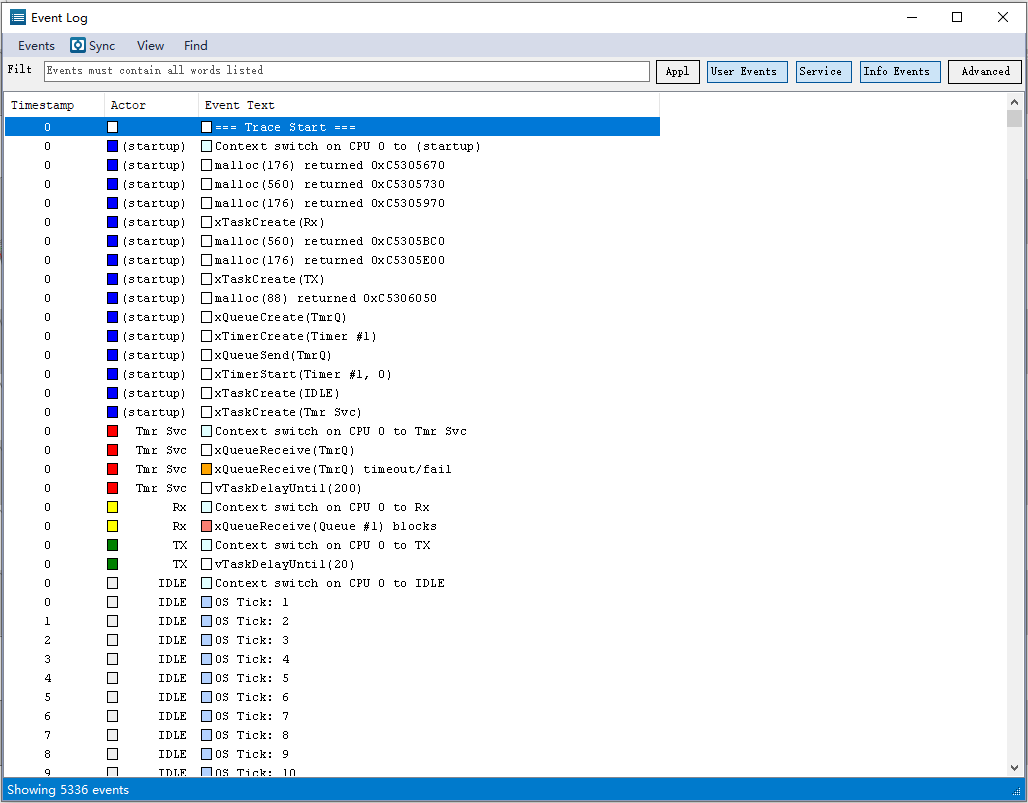 Event Log
Events Sync View Find
Filt Events must contain all words listed Appl User Events Service Info Events Advanced
Timestamp Actor Event Text
0 === Trace Start ===
0 (startup) Context switch on CPU 0 to (startup)
0 (startup) malloc(176) returned 0xC5305670
0 (startup) malloc(560) returned 0xC5305730
0 (startup) malloc(176) returned 0xC5305970
0 (startup) xTaskCreate(Rx)
0 (startup) malloc(560) returned 0xC5305BC0
0 (startup) malloc(176) returned 0xC5305E00
0 (startup) xTaskCreate(TX)
0 (startup) malloc(88) returned 0xC5306050
0 (startup) xQueueCreate(TmrQ)
0 (startup) xTimerCreate(Timer #1)
0 (startup) xQueueSend(TmrQ)
0 (startup) xTimerStart(Timer #1, 0)
0 (startup) xTaskCreate(IDLE)
0 (startup) xTaskCreate(Tmr Svc)
0 Tmr Svc Context switch on CPU 0 to Tmr Svc
0 Tmr Svc xQueueReceive(TmrQ)
0 Tmr Svc xQueueReceive(TmrQ) timeout/fail
0 Tmr Svc vTaskDelayUntil(200)
0 Rx Context switch on CPU 0 to Rx
0 Rx xQueueReceive(Queue #1) blocks
0 TX Context switch on CPU 0 to TX
0 TX vTaskDelayUntil(20)
0 IDLE Context switch on CPU 0 to IDLE
0 IDLE OS Tick: 1
1 IDLE OS Tick: 2
2 IDLE OS Tick: 3
3 IDLE OS Tick: 4
4 IDLE OS Tick: 5
5 IDLE OS Tick: 6
6 IDLE OS Tick: 7
7 IDLE OS Tick: 8
8 IDLE OS Tick: 9
9 IDLE OS Tick: 10
Showing 5336 events